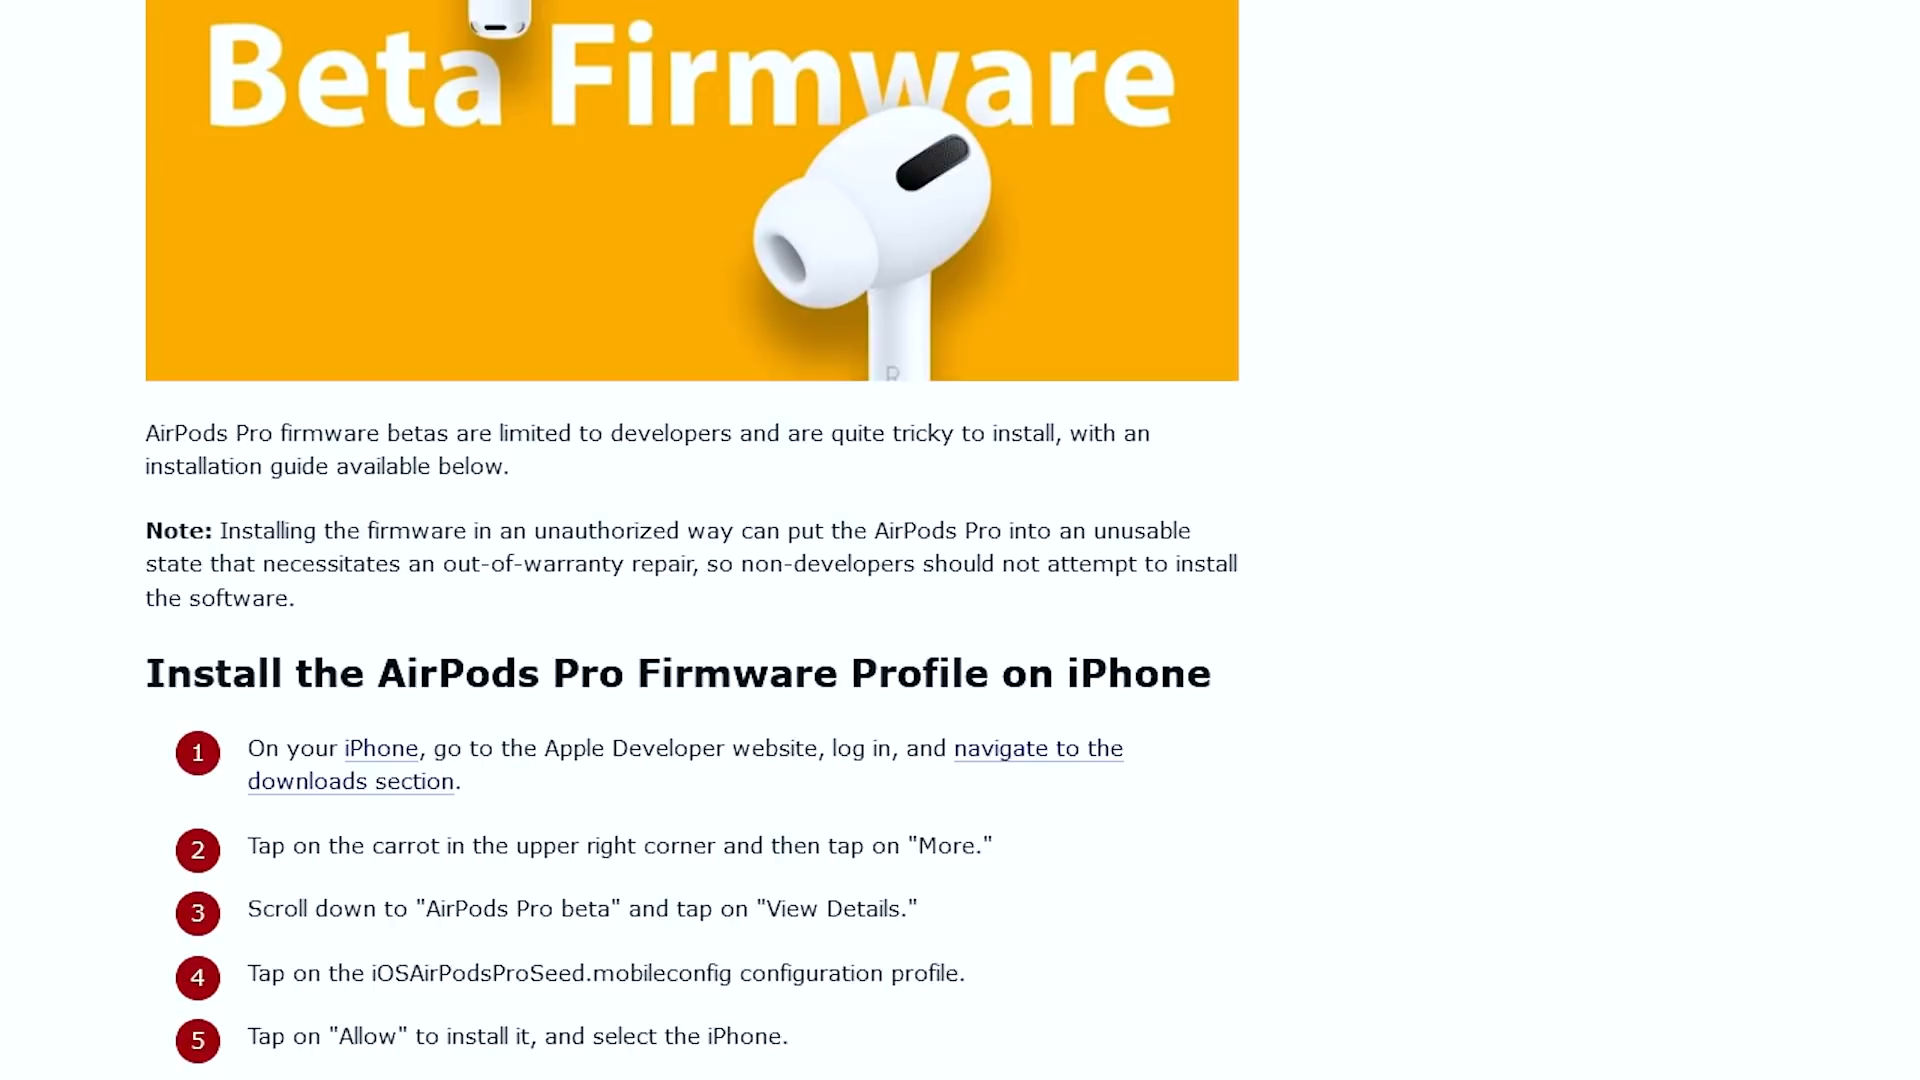 Beta Firmware
R
AirPods Pro firmware betas are limited to developers and are quite tricky to install, with an
installation guide available below.
Note: Installing the firmware in an unauthorized way can put the AirPods Pro into an unusable
state that necessitates an out-of-warranty repair, so non-developers should not attempt to install
the software.
Install the AirPods Pro Firmware Profile on iPhone
1 On your iPhone, go to the Apple Developer website, log in, and navigate to the
downloads section.
2 Tap on the carrot in the upper right corner and then tap on "More."
3 Scroll down to "AirPods Pro beta" and tap on "View Details."
4 Tap on the iOSAirPodsProSeed.mobileconfig configuration profile.
5 Tap on "Allow" to install it, and select the iPhone.